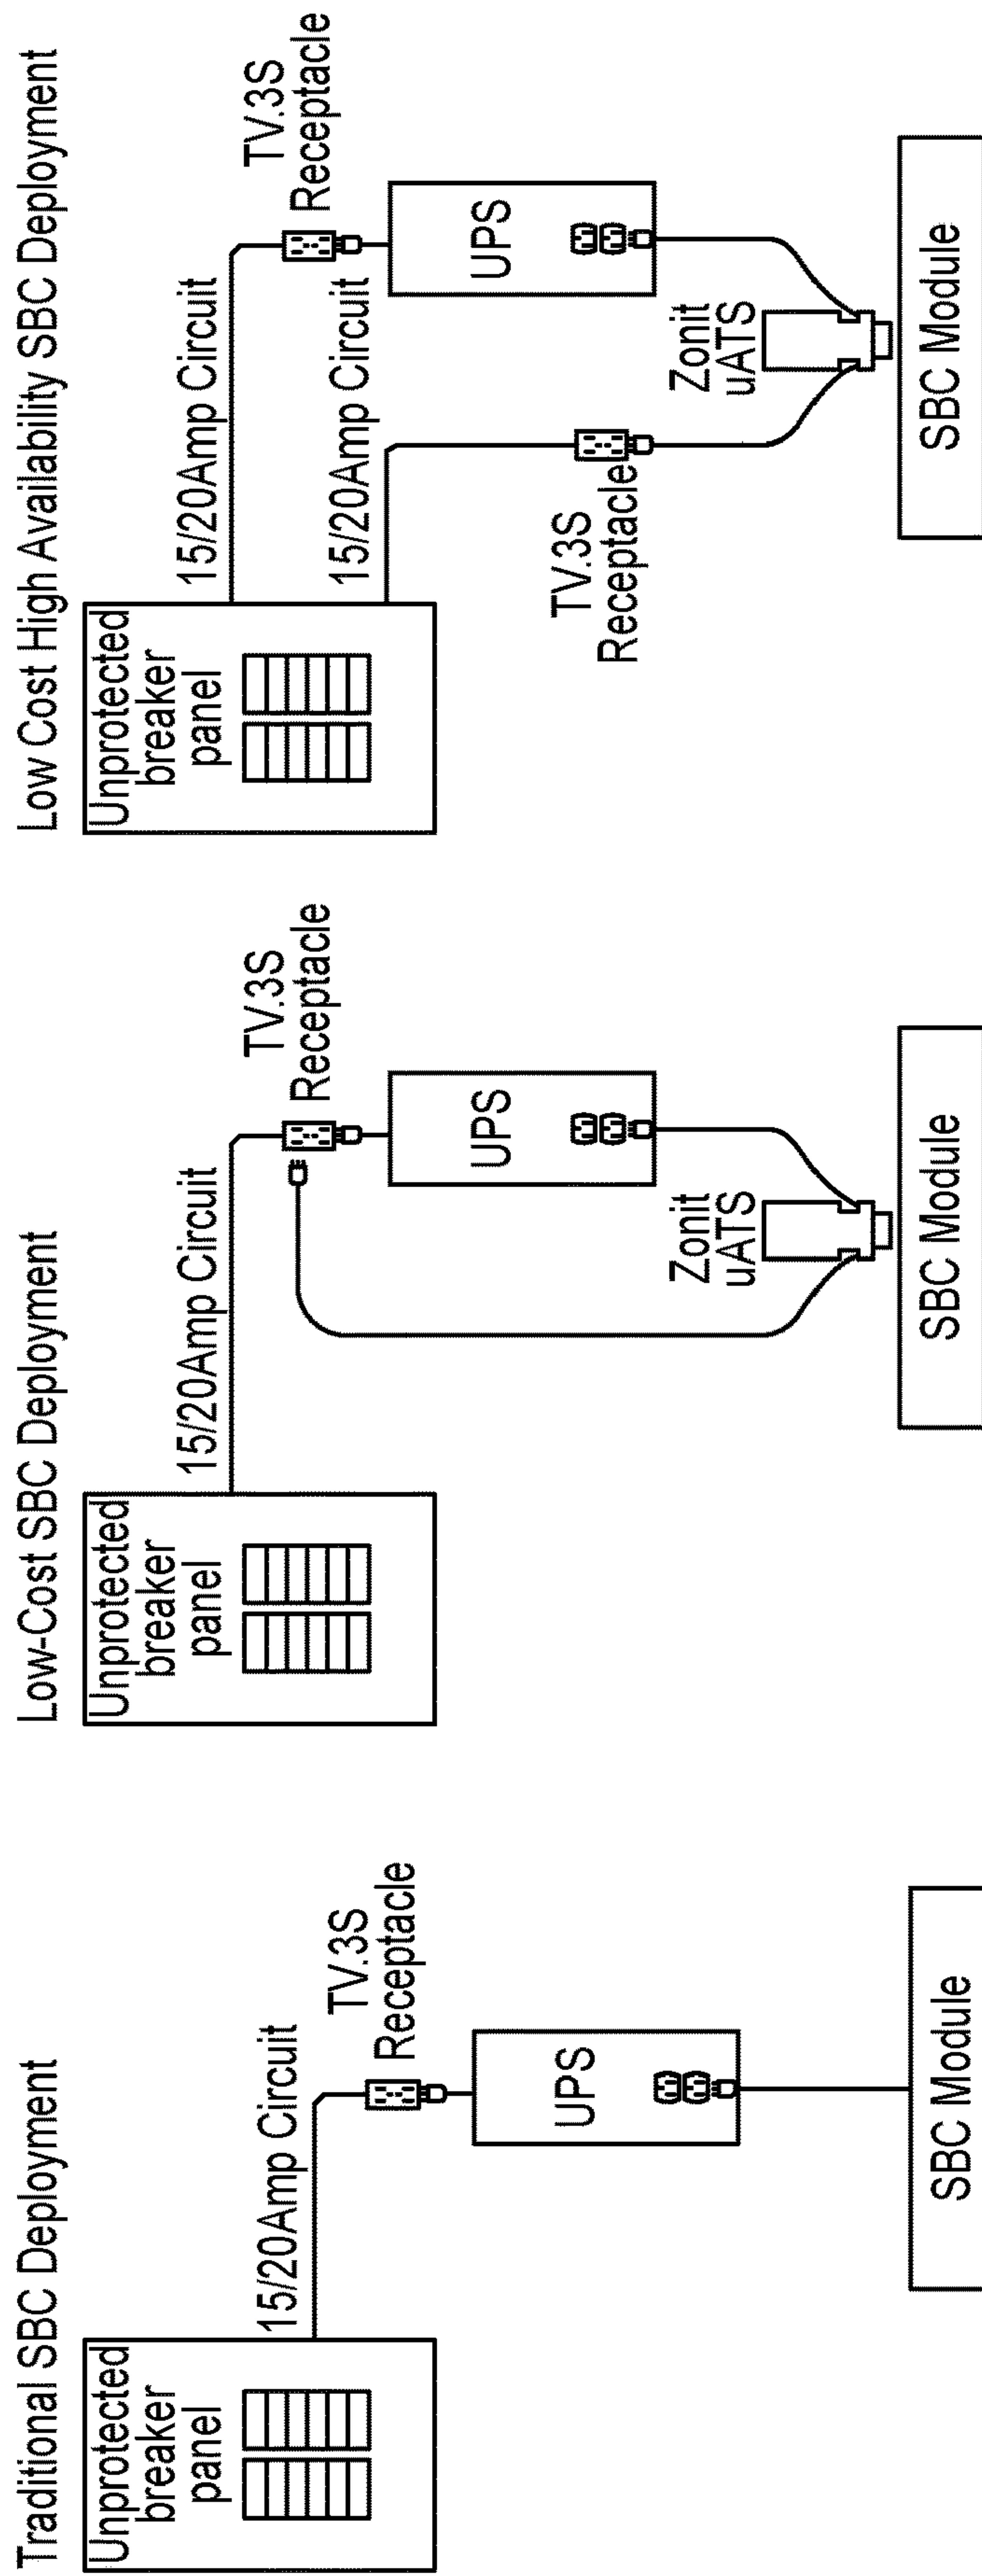 Traditional SBC Deployment
Unprotected
breaker
panel
15/20Amp Circuit
TV.3S
Receptacle
UPS
SBC Module
Low-Cost SBC Deployment
Unprotected
breaker
panel
15/20Amp Circuit
TV.3S
Receptacle
UPS
Zonit
uATS
SBC Module
Low Cost High Availability SBC Deployment
Unprotected
breaker
panel
15/20Amp Circuit
15/20Amp Circuit
TV.3S
Receptacle
UPS
TV.3S
Receptacle
Zonit
uATS
SBC Module